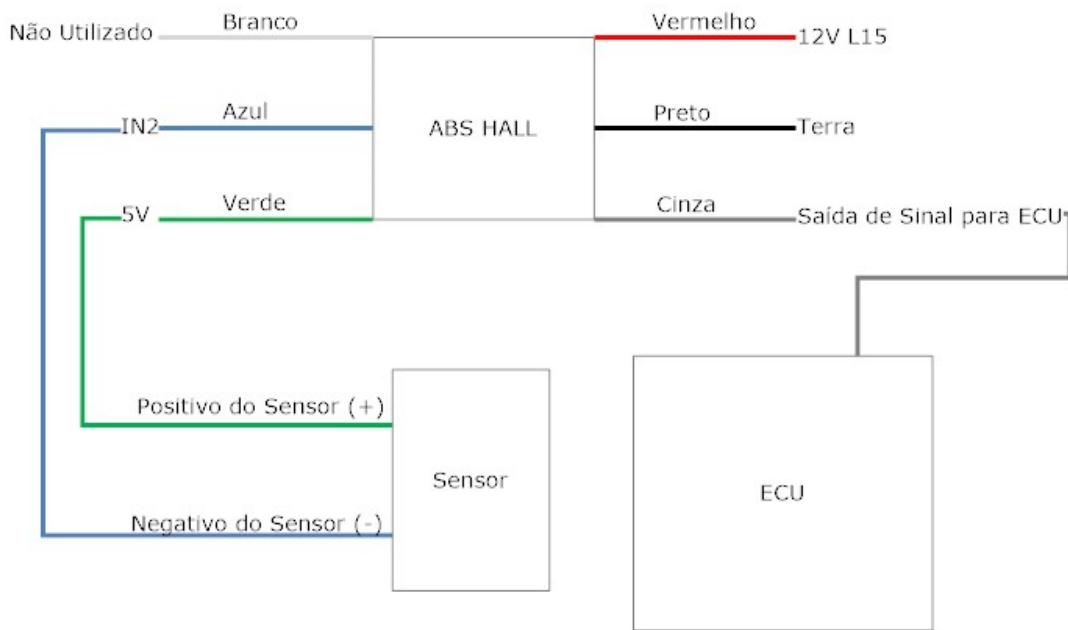 Não Utilizado
Branco
Vermelho
12V L15
IN2
Azul
ABS HALL
Preto
Terra
5V
Verde
Cinza
Saída de Sinal para ECU
Positivo do Sensor (+)
Sensor
ECU
Negativo do Sensor (-)